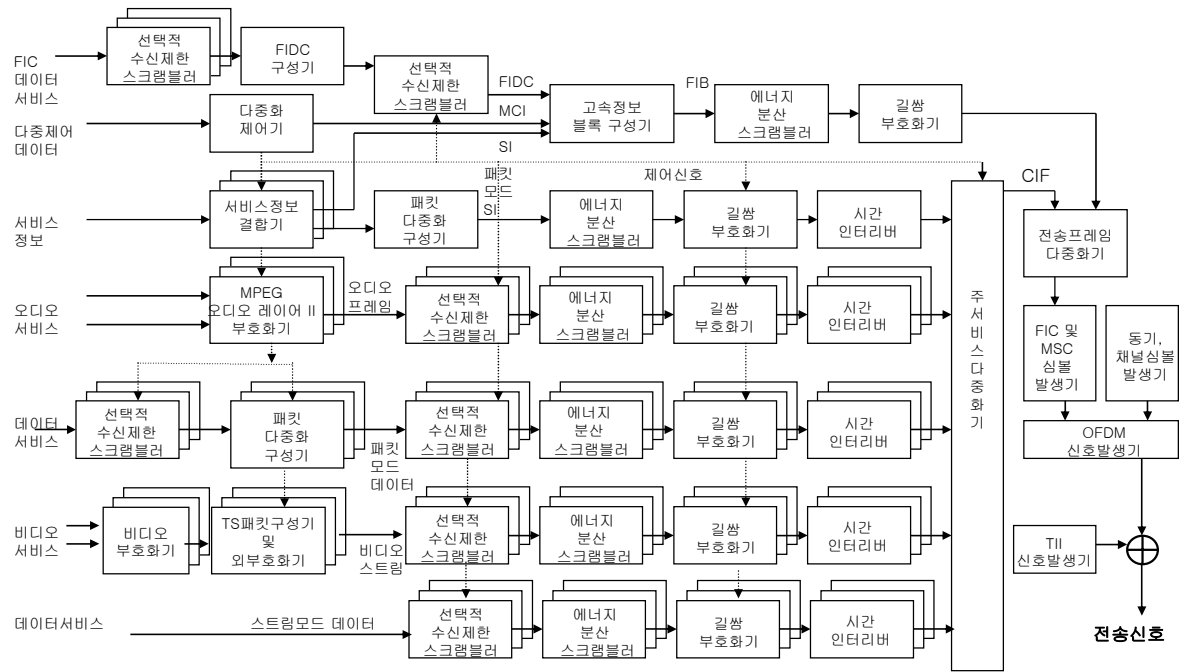 FIC
데이터
서비스
선택적
수신제한
스크램블러
FIDC
구성기
선택적
수신제한
스크램블러
FIDC
MCI
SI
고속정보
블록 구성기
FIB
에너지
분산
스크램블러
길쌈
부호화기
다중제어
데이터
다중화
제어기
패킷
모드
SI
제어신호
CIF
서비스
정보
서비스정보
결합기
패킷
다중화
구성기
에너지
분산
스크램블러
길쌈
부호화기
시간
인터리버
주서비스다중화기
전송프레임
다중화기
오디오
서비스
MPEG
오디오 레이어 II
부호화기
오디오
프레임
선택적
수신제한
스크램블러
에너지
분산
스크램블러
길쌈
부호화기
시간
인터리버
FIC 및
MSC
심볼
발생기
동기,
채널심볼
발생기
데이터
서비스
선택적
수신제한
스크램블러
패킷
다중화
구성기
패킷
모드
데이터
선택적
수신제한
스크램블러
에너지
분산
스크램블러
길쌈
부호화기
시간
인터리버
OFDM
신호발생기
비디오
서비스
비디오
부호화기
TS패킷구성기
및
외부호화기
비디오
스트림
선택적
수신제한
스크램블러
에너지
분산
스크램블러
길쌈
부호화기
시간
인터리버
TII
신호발생기
데이터서비스
스트림모드 데이터
선택적
수신제한
스크램블러
에너지
분산
스크램블러
길쌈
부호화기
시간
인터리버
전송신호